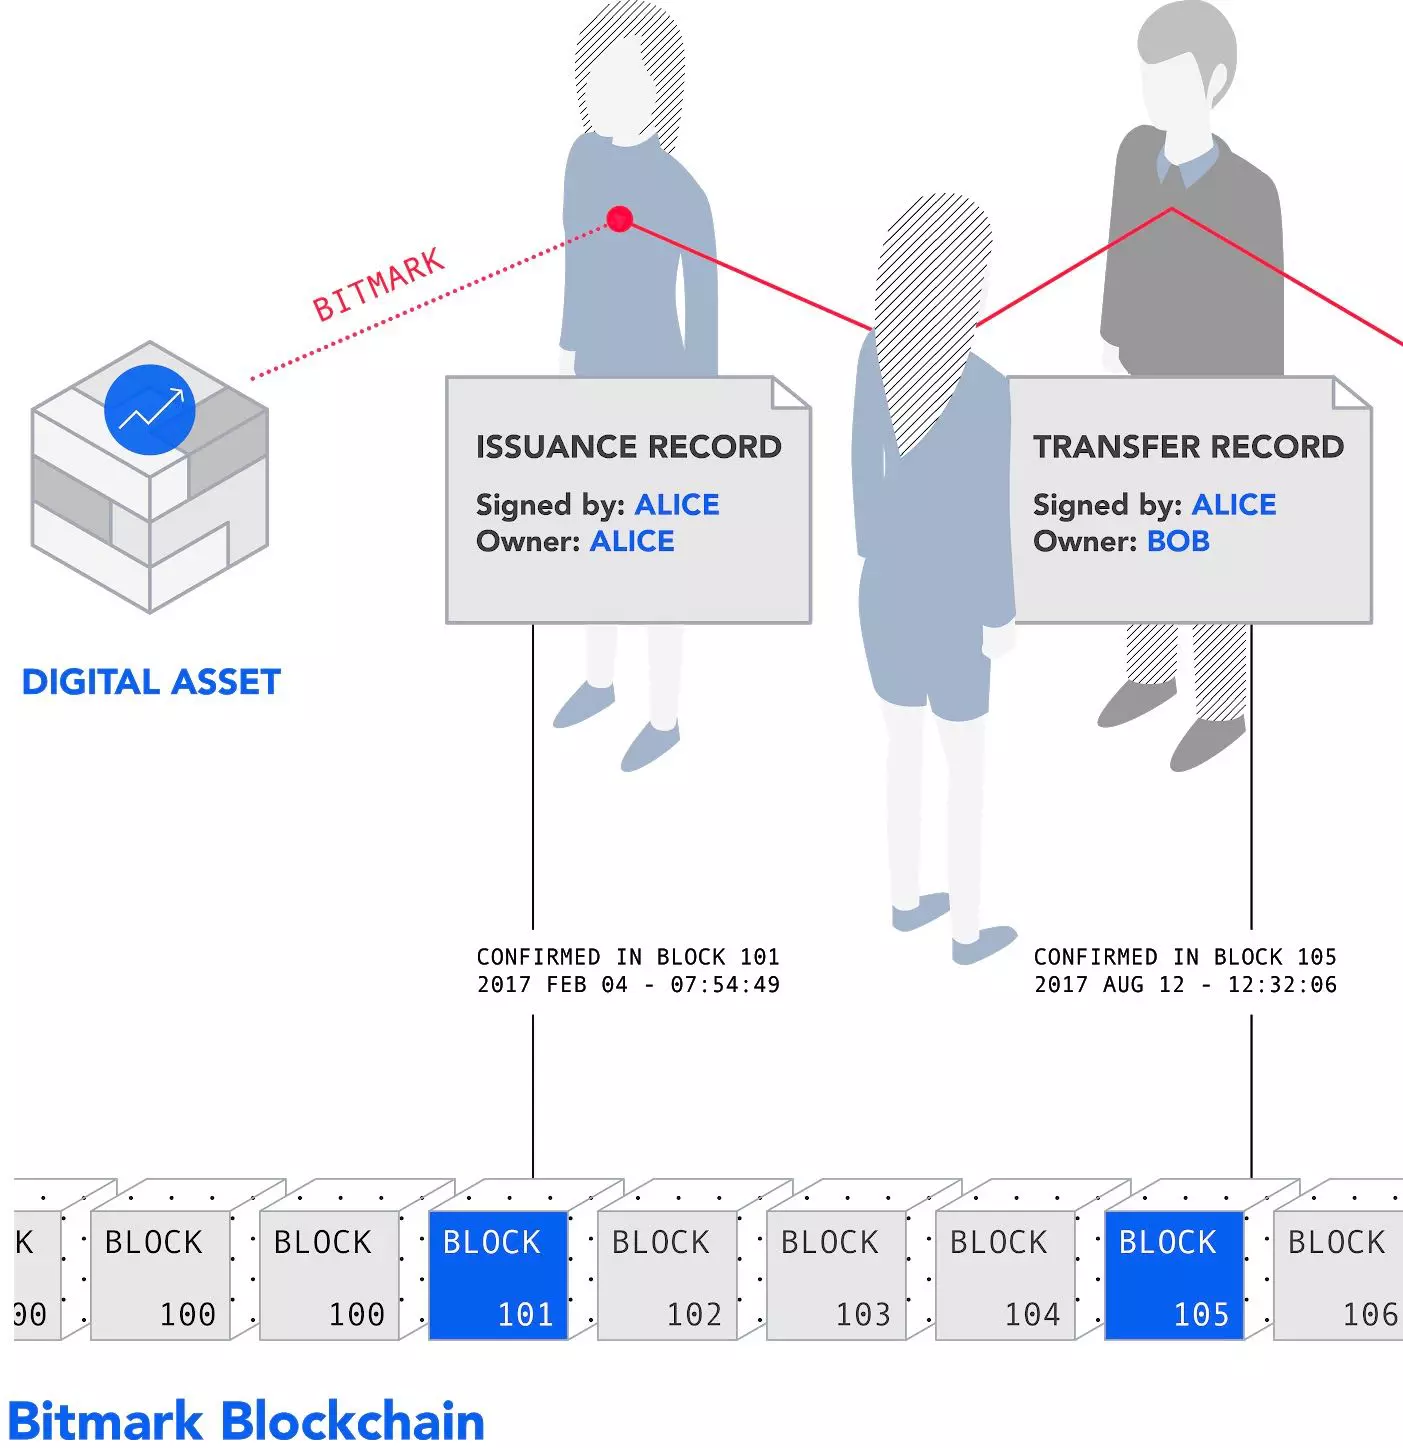 BITMARK
ISSUANCE RECORD
Signed by: ALICE
Owner: ALICE
TRANSFER RECORD
Signed by: ALICE
Owner: BOB
DIGITAL ASSET
CONFIRMED IN BLOCK 101
2017 FEB 04 - 07:54:49
CONFIRMED IN BLOCK 105
2017 AUG 12 - 12:32:06
K
00
BLOCK
100
BLOCK
100
BLOCK
101
BLOCK
102
BLOCK
103
BLOCK
104
BLOCK
105
BLOCK
106
Bitmark Blockchain